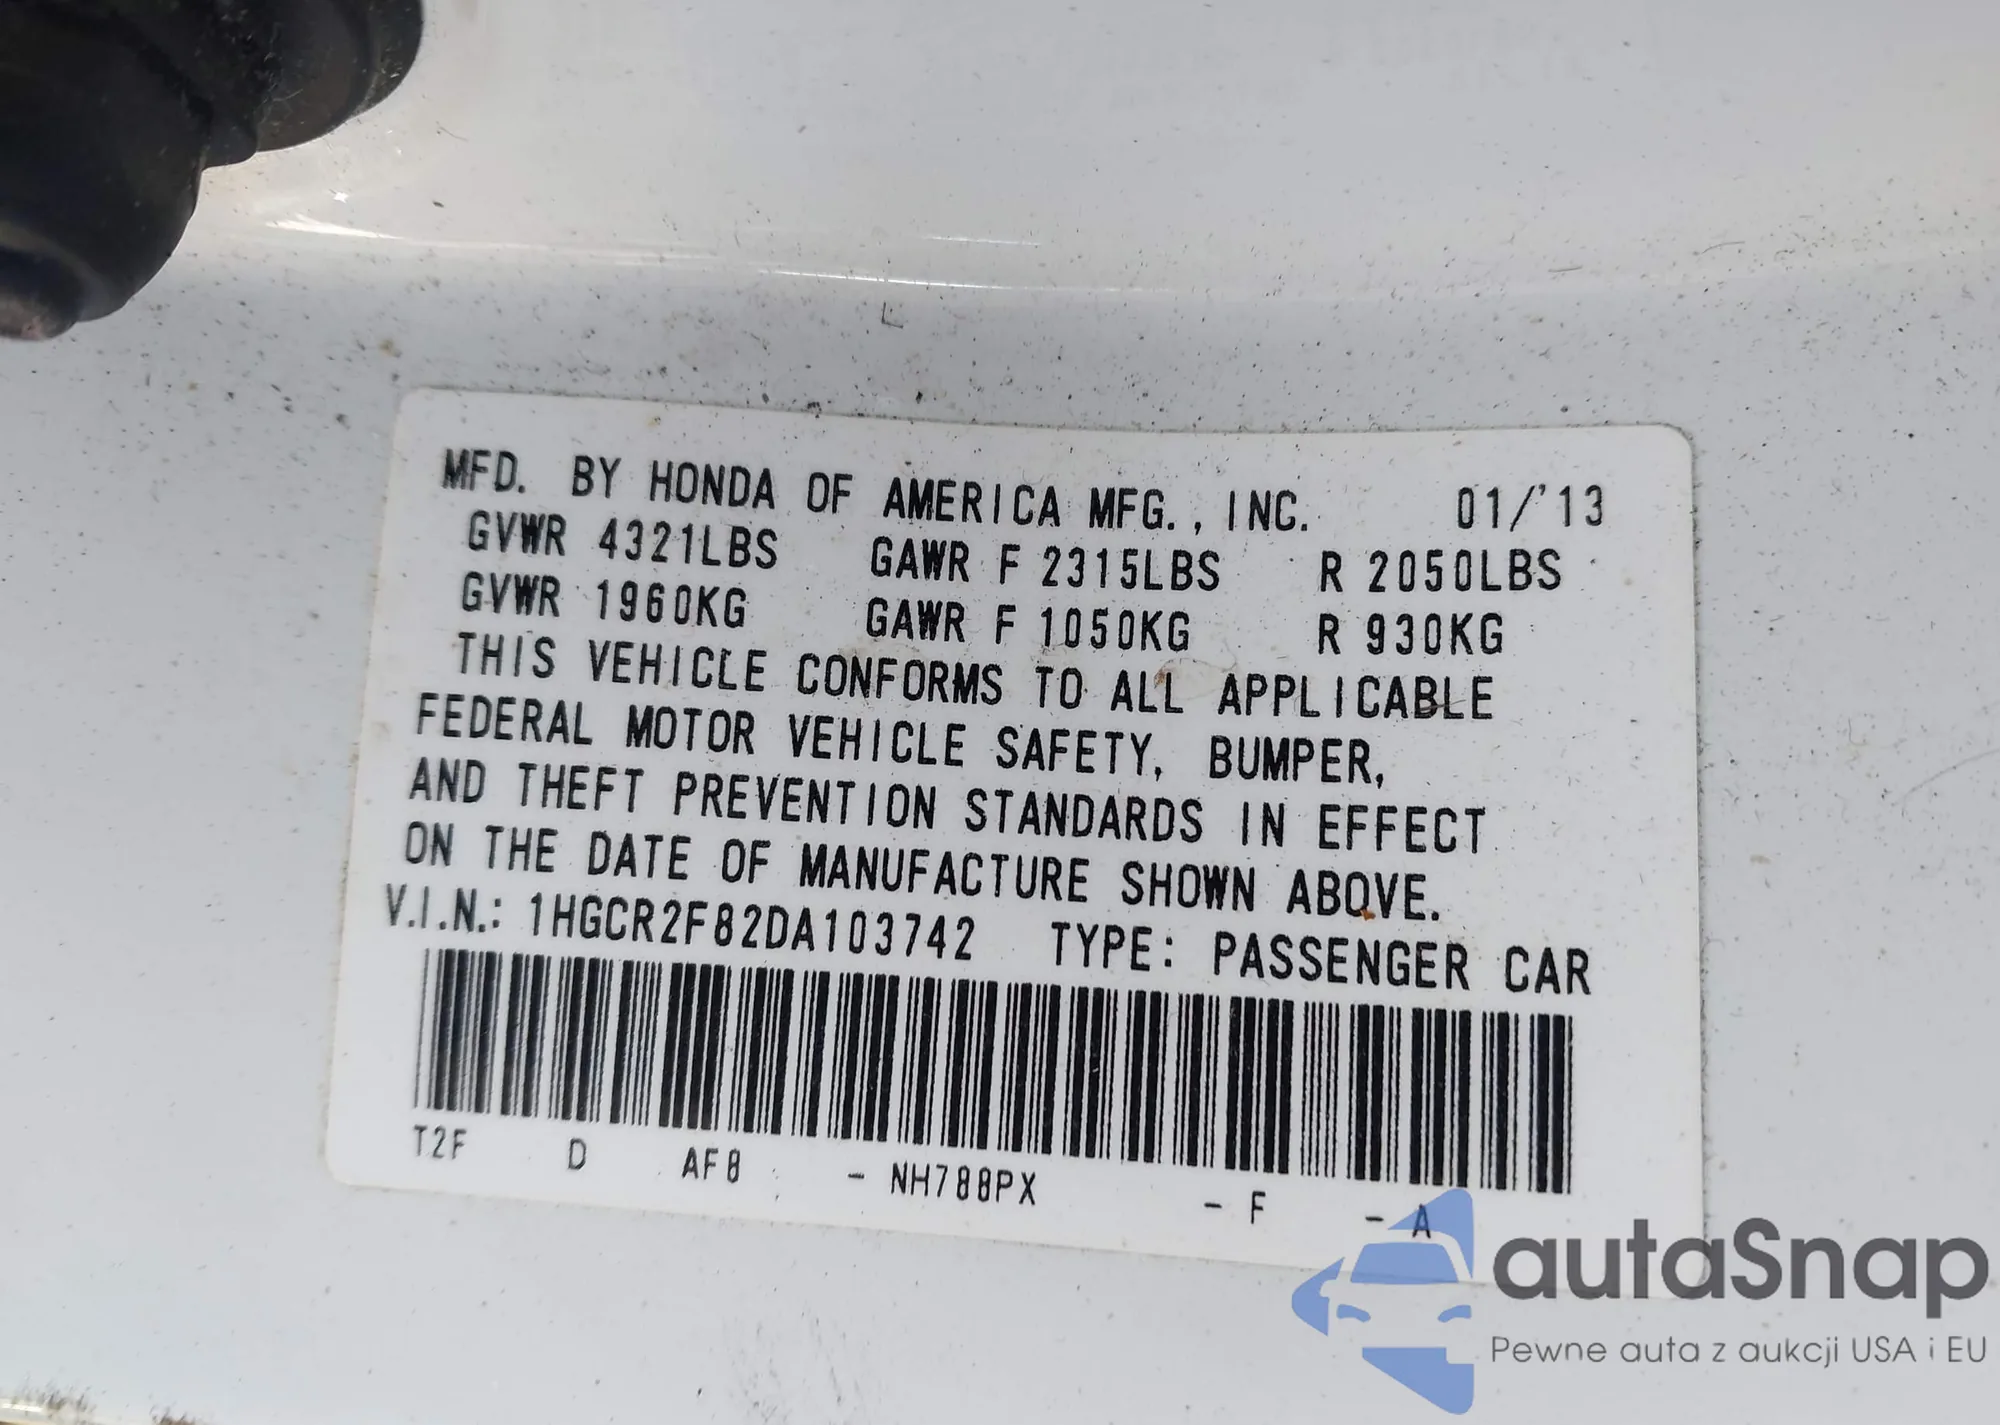 MFD. BY HONDA OF AMERICA MFG., INC. 01/'13
GVWR 4321LBS GAWR F 2315LBS R 2050LBS
GVWR 1960KG GAWR F 1050KG R 930KG
THIS VEHICLE CONFORMS TO ALL APPLICABLE
FEDERAL MOTOR VEHICLE SAFETY, BUMPER,
AND THEFT PREVENTION STANDARDS IN EFFECT
ON THE DATE OF MANUFACTURE SHOWN ABOVE.
V.I.N.: 1HGCR2F82DA103742 TYPE: PASSENGER CAR
T2F D AF8 - NH788PX - F - A
autaSnap
Pewne auta z aukcji USA i EU